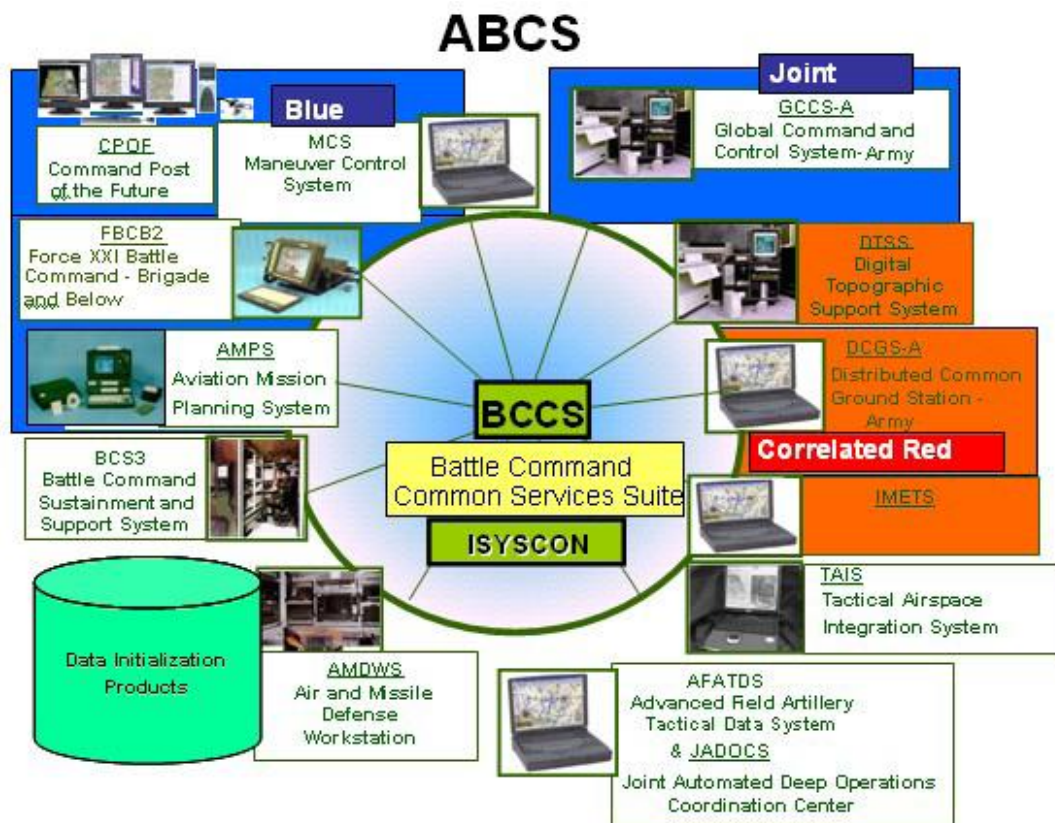 ABCS
Blue
Joint
CPOF
Command Post
of the Future
MCS
Maneuver Control
System
GCCS-A
Global Command and
Control System-Army
FBCB2
Force XXI Battle
Command - Brigade
and Below
DTSS
Digital
Topographic
Support System
AMPS
Aviation Mission
Planning System
DCGS-A
Distributed Common
Ground Station -
Army
Correlated Red
BCCS
Battle Command
Common Services Suite
ISYSCON
BCS3
Battle Command
Sustainment and
Support System
IMETS
TAIS
Tactical Airspace
Integration System
Data Initialization
Products
AMDWS
Air and Missile
Defense
Workstation
AFATDS
Advanced Field Artillery
Tactical Data System
& JADOCS
Joint Automated Deep Operations
Coordination Center